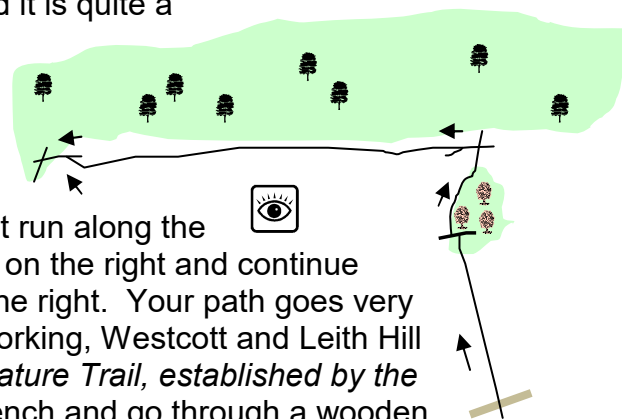 it is quite a
t run along the
on the right and continue
he right. Your path goes very
orking, Westcott and Leith Hill
ature Trail, established by the
ench and go through a wooden